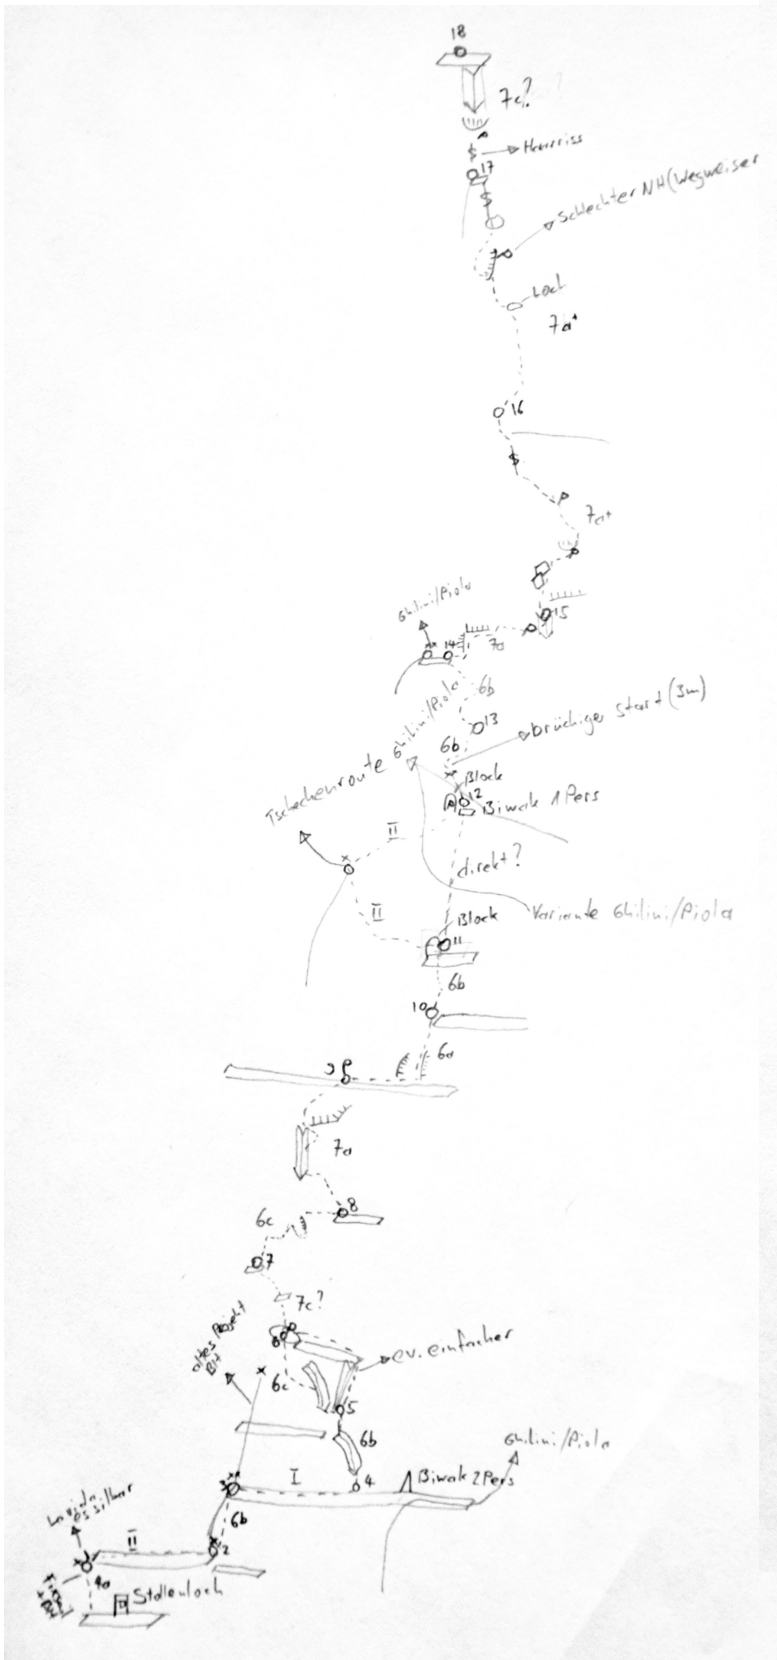 18
7c?
Haarriss
17
Schlechter NH (Wegweiser
Loch
7a+
16
7a+
Ghilini/Piola
15
14
7a
6b
13
6b
brüchiger Start (3m)
Tschechenroute Ghilini/Piola
Block
12
Biwak 1 Pers
II
direkt?
II
Block
Variante Ghilini/Piola
11
6b
10
6a
9
7a
8
6c
7
7c?
6
altes Projekt
Bit
ev. einfacher
6c
5
6b
Ghilini/Piola
I
3
4
Biwak 2 Pers
6b
II
2
Stollenloch